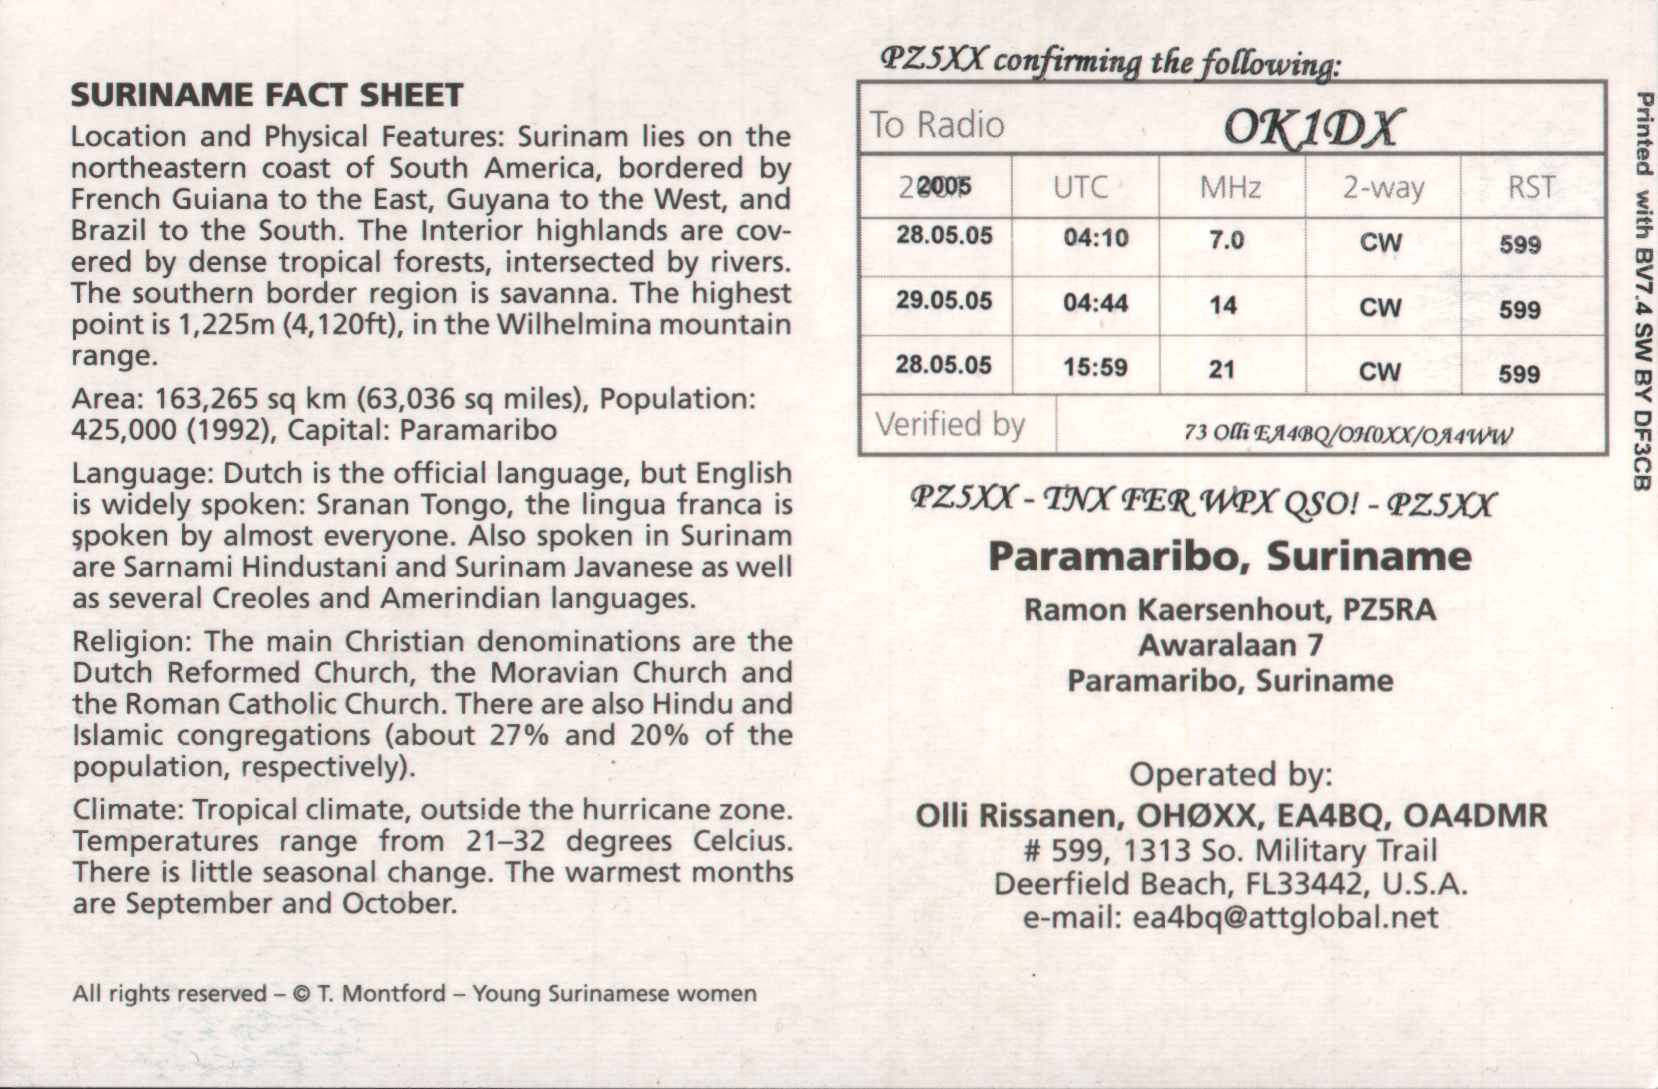 SURINAME FACT SHEET
Location and Physical Features: Surinam lies on the
northeastern coast of South America, bordered by
French Guiana to the East, Guyana to the West, and
Brazil to the South. The Interior highlands are cov-
ered by dense tropical forests, intersected by rivers.
The southern border region is savanna. The highest
point is 1,225m (4,120ft), in the Wilhelmina mountain
range.
Area: 163,265 sq km (63,036 sq miles), Population:
425,000 (1992), Capital: Paramaribo
Language: Dutch is the official language, but English
is widely spoken: Sranan Tongo, the lingua franca is
spoken by almost everyone. Also spoken in Surinam
are Sarnami Hindustani and Surinam Javanese as well
as several Creoles and Amerindian languages.
Religion: The main Christian denominations are the
Dutch Reformed Church, the Moravian Church and
the Roman Catholic Church. There are also Hindu and
Islamic congregations (about 27% and 20% of the
population, respectively).
Climate: Tropical climate, outside the hurricane zone.
Temperatures range from 21–32 degrees Celcius.
There is little seasonal change. The warmest months
are September and October.
All rights reserved – © T. Montford – Young Surinamese women
PZ5XX confirming the following:
To Radio OK1DX
2005 UTC MHz 2-way RST
28.05.05 04:10 7.0 CW 599
29.05.05 04:44 14 CW 599
28.05.05 15:59 21 CW 599
Verified by 73 Olli EA4BQ/OH0XX/OA4WW
PZ5XX - TNX FER WPX QSO! - PZ5XX
Paramaribo, Suriname
Ramon Kaersenhout, PZ5RA
Awaralaan 7
Paramaribo, Suriname
Operated by:
Olli Rissanen, OHØXX, EA4BQ, OA4DMR
# 599, 1313 So. Military Trail
Deerfield Beach, FL33442, U.S.A.
e-mail: ea4bq@attglobal.net
Printed with BV7.4 SW BY DF3CB